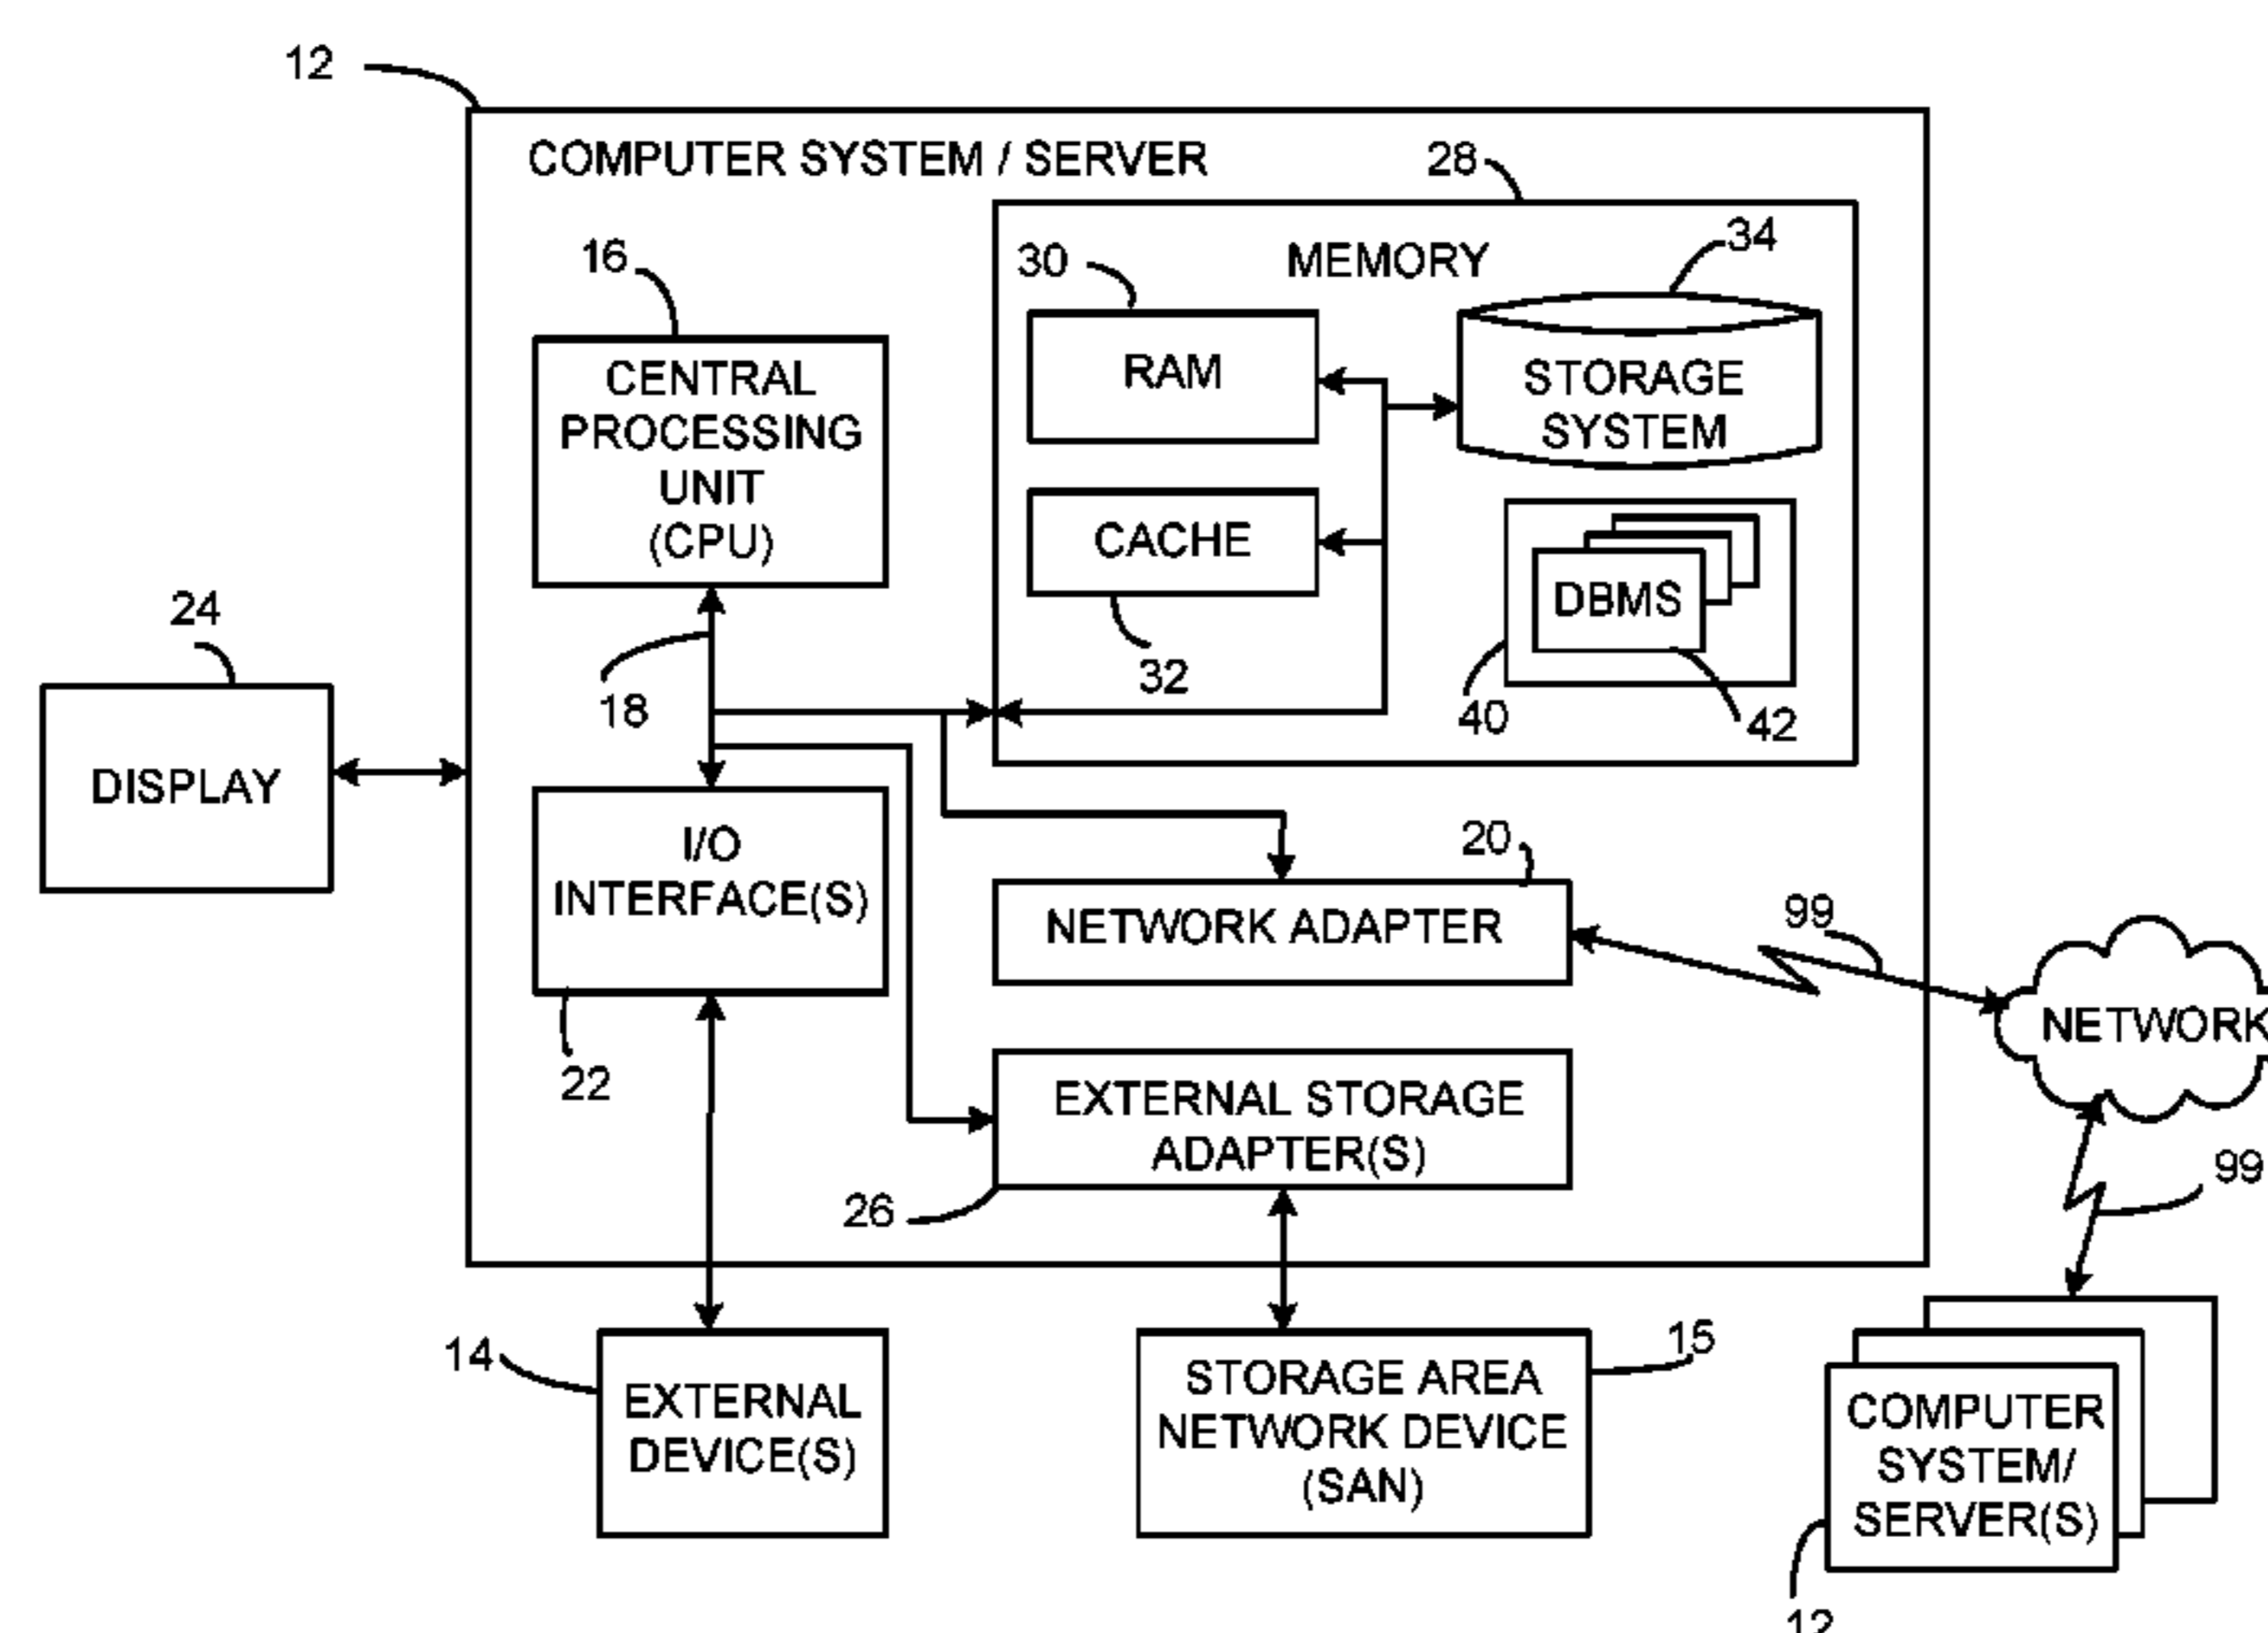 12
COMPUTER SYSTEM / SERVER
28
16
30
MEMORY
34
CENTRAL
PROCESSING
UNIT
(CPU)
RAM
STORAGE
SYSTEM
CACHE
DBMS
24
18
32
40
42
DISPLAY
I/O
INTERFACE(S)
20
NETWORK ADAPTER
99
NETWORK
22
EXTERNAL STORAGE
ADAPTER(S)
26
99
14
EXTERNAL
DEVICE(S)
15
STORAGE AREA
NETWORK DEVICE
(SAN)
COMPUTER
SYSTEM/
SERVER(S)
12